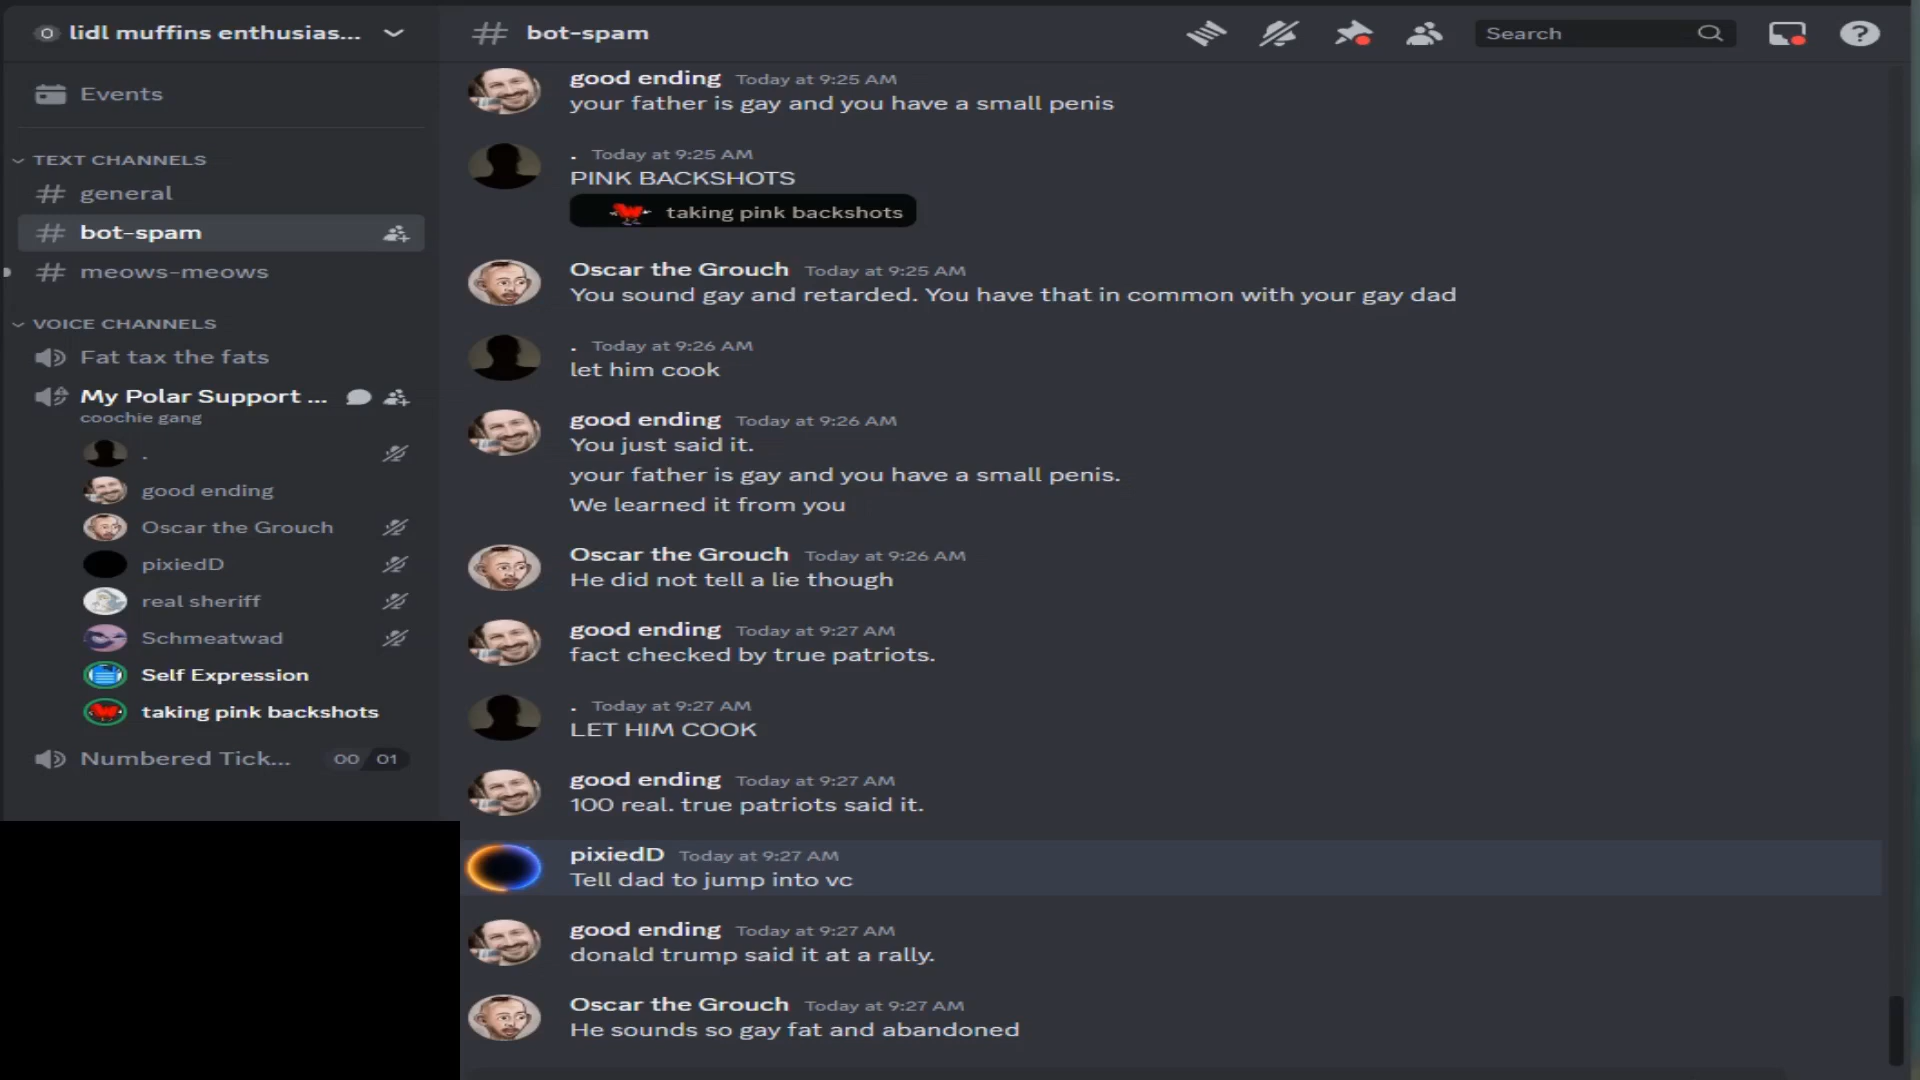 lidl muffins enthusias...
Events
TEXT CHANNELS
general
bot-spam
meows-meows
VOICE CHANNELS
Fat tax the fats
My Polar Support ...
coochie gang
.
good ending
Oscar the Grouch
pixiedD
real sheriff
Schmeatwad
Self Expression
taking pink backshots
Numbered Tick... 00 01
bot-spam
Search
good ending Today at 9:25 AM
your father is gay and you have a small penis
. Today at 9:25 AM
PINK BACKSHOTS
taking pink backshots
Oscar the Grouch Today at 9:25 AM
You sound gay and retarded. You have that in common with your gay dad
. Today at 9:26 AM
let him cook
good ending Today at 9:26 AM
You just said it.
your father is gay and you have a small penis.
We learned it from you
Oscar the Grouch Today at 9:26 AM
He did not tell a lie though
good ending Today at 9:27 AM
fact checked by true patriots.
. Today at 9:27 AM
LET HIM COOK
good ending Today at 9:27 AM
100 real. true patriots said it.
pixiedD Today at 9:27 AM
Tell dad to jump into vc
good ending Today at 9:27 AM
donald trump said it at a rally.
Oscar the Grouch Today at 9:27 AM
He sounds so gay fat and abandoned